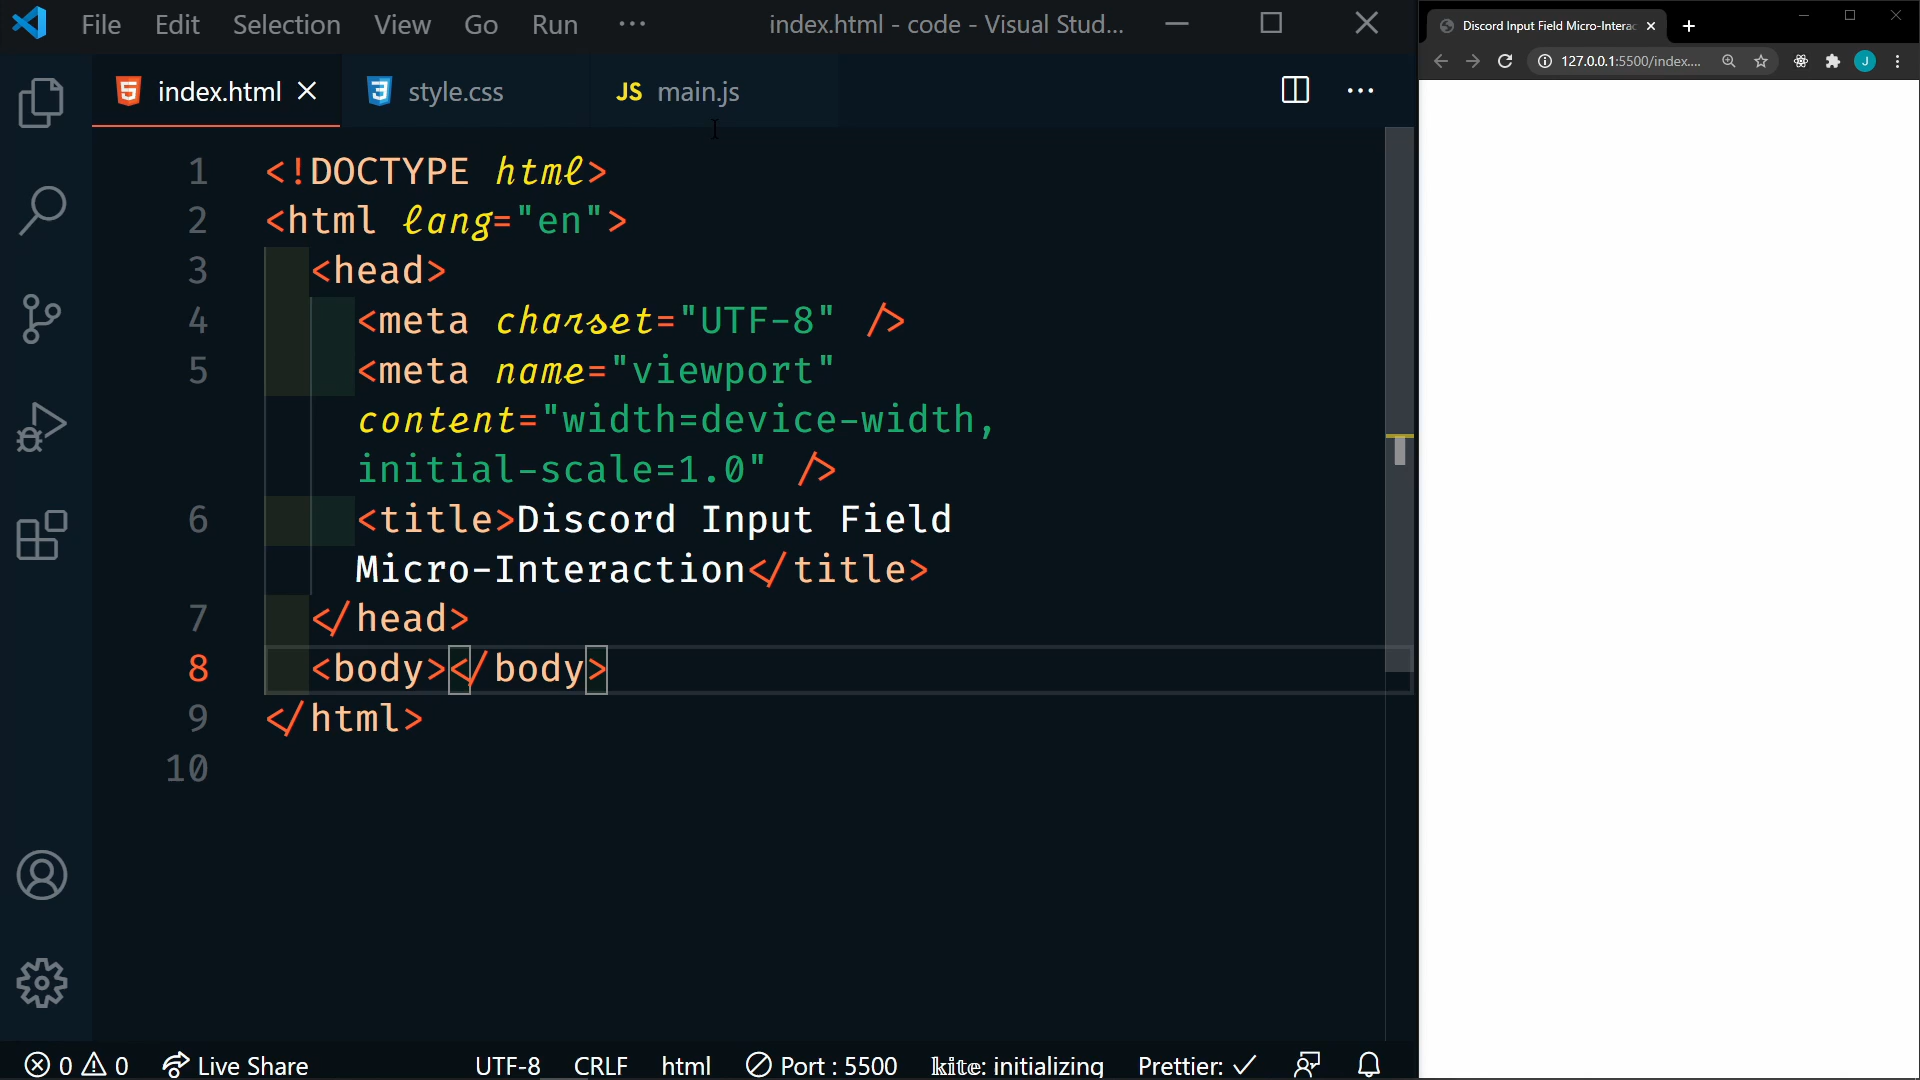 File Edit Selection View Go Run ··· index.html - code - Visual Stud...
index.html style.css JS main.js
1 <!DOCTYPE html>
2 <html lang="en">
3 <head>
4 <meta charset="UTF-8" />
5 <meta name="viewport"
content="width=device-width,
initial-scale=1.0" />
6 <title>Discord Input Field
Micro-Interaction</title>
7 </head>
8 <body></body>
9 </html>
10
0 0 Live Share UTF-8 CRLF html Port : 5500 kite: initializing Prettier: ✓
Discord Input Field Micro-Interac
127.0.0.1:5500/index.... J